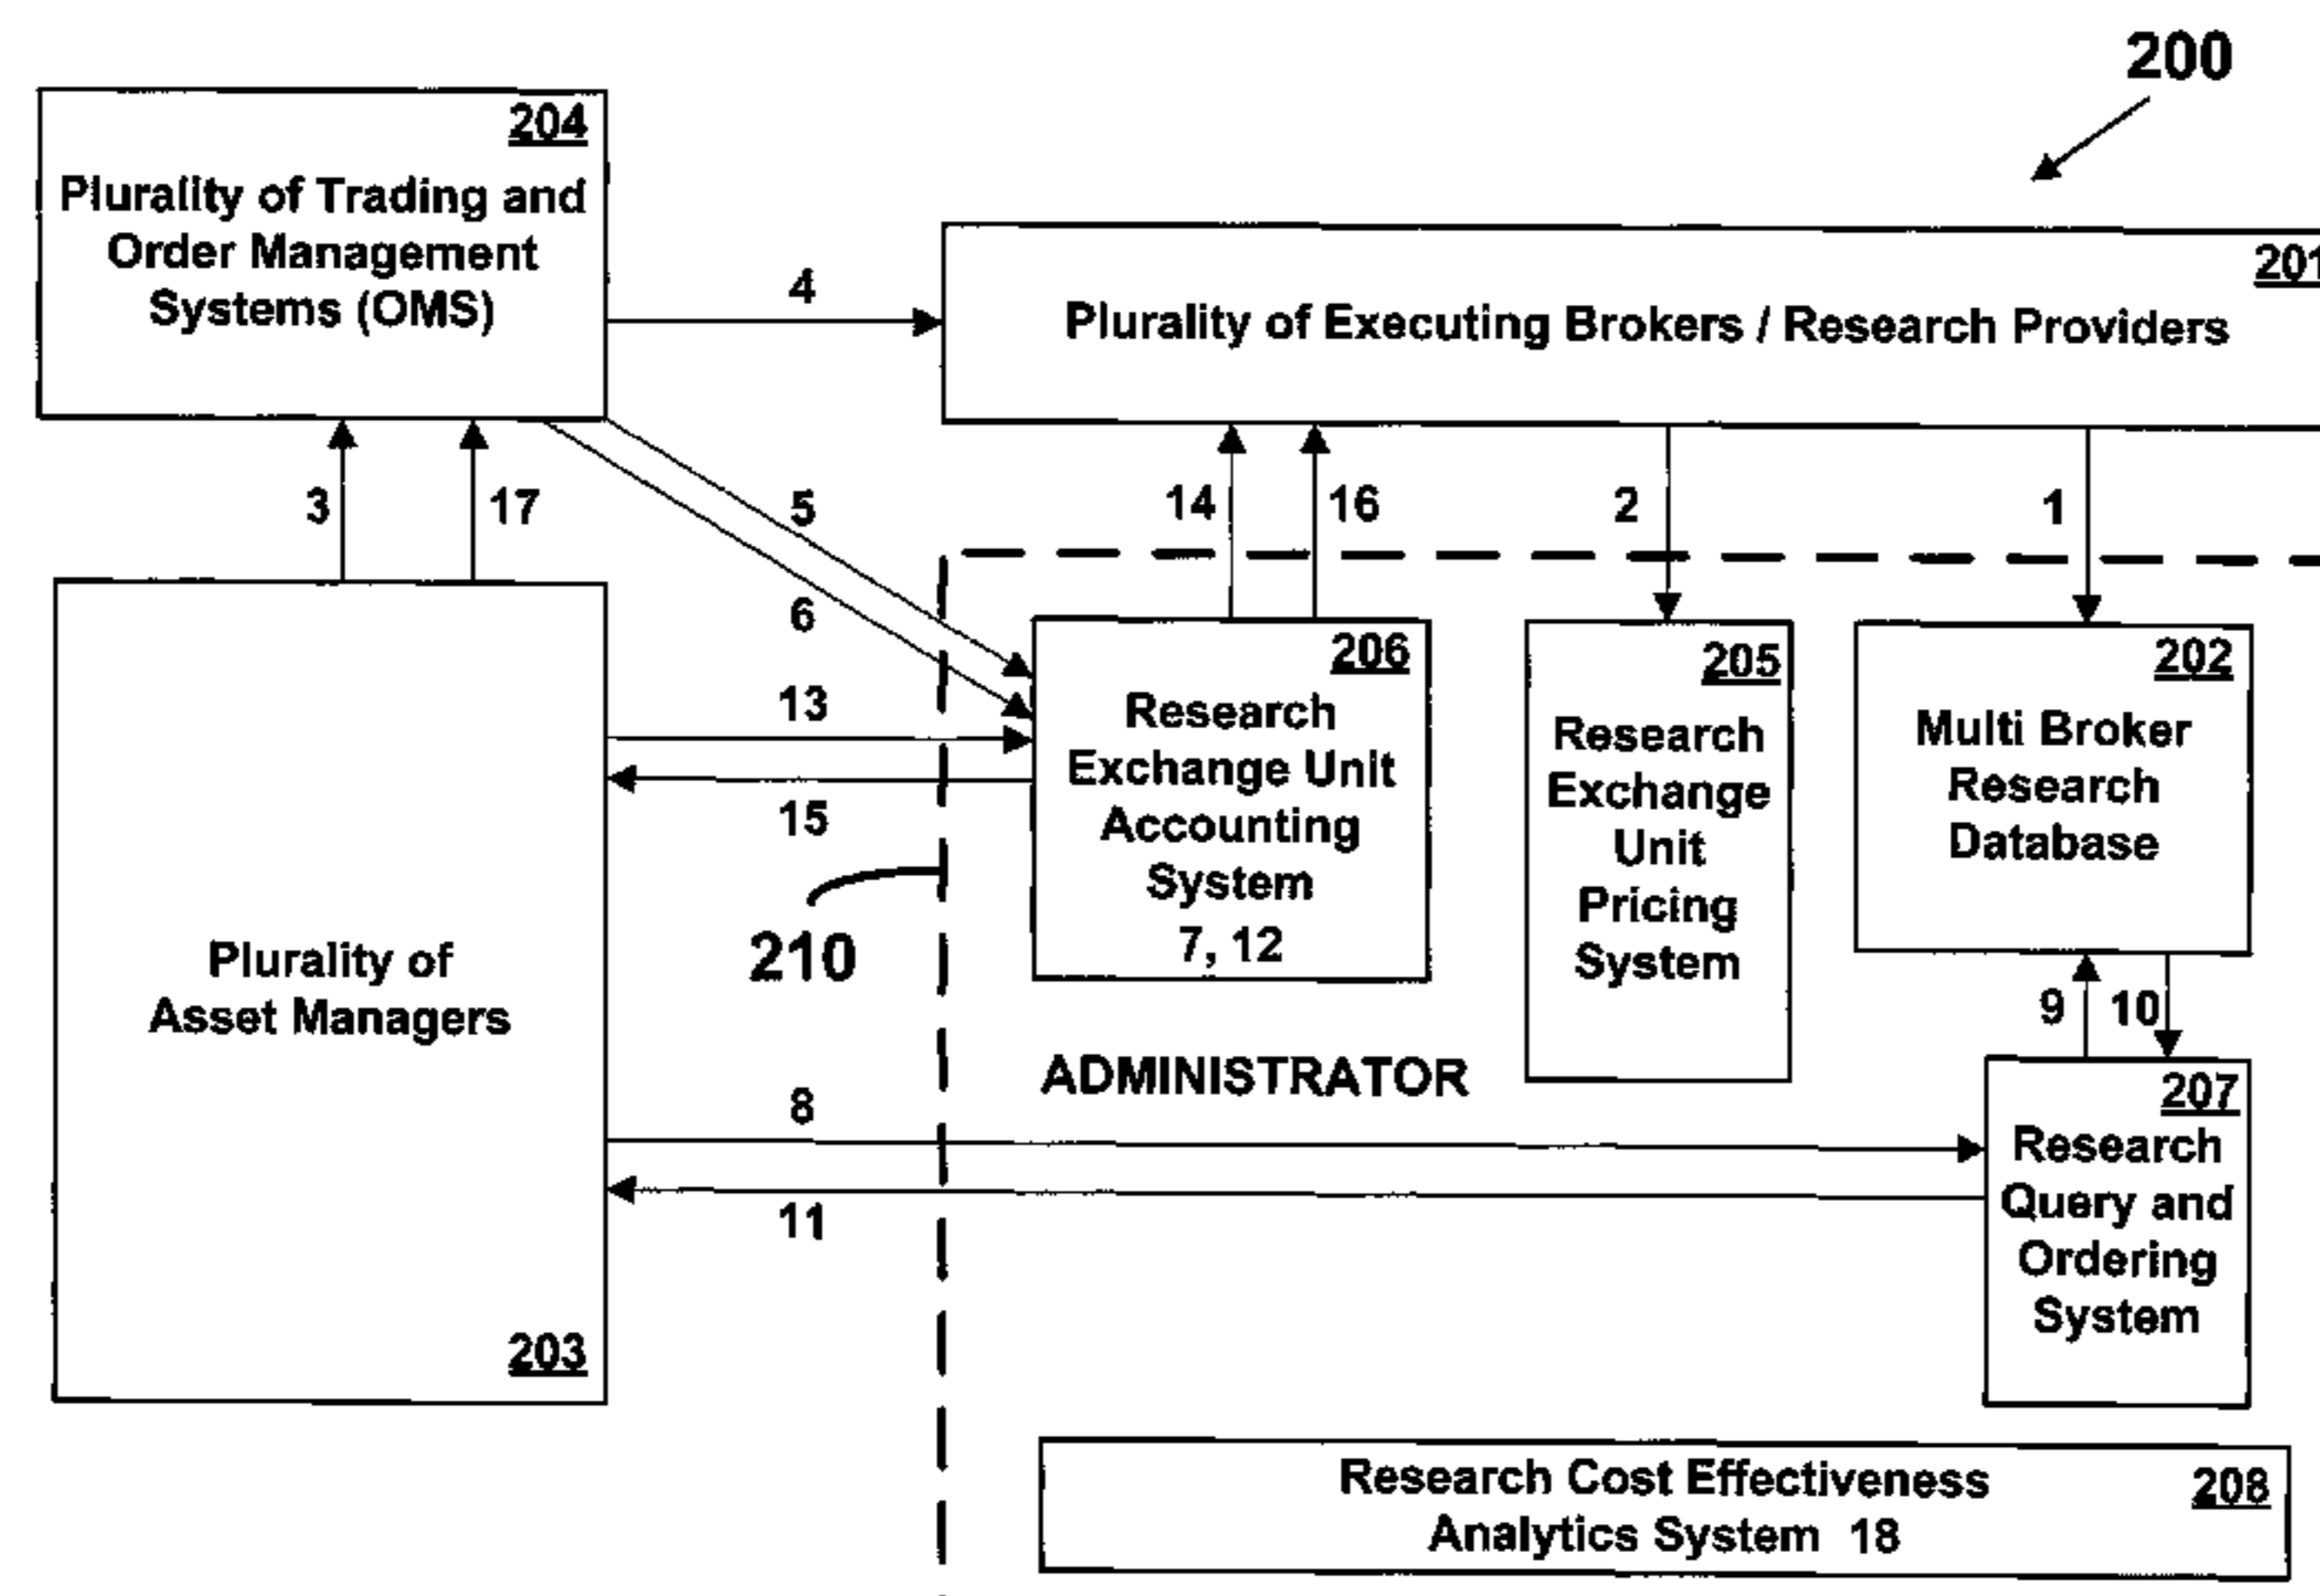 200
204
Plurality of Trading and
Order Management
Systems (OMS)
201
Plurality of Executing Brokers / Research Providers
4
3
17
5
6
14
16
2
1
206
Research
Exchange Unit
Accounting
System
7, 12
205
Research
Exchange
Unit
Pricing
System
202
Multi Broker
Research
Database
13
15
210
Plurality of
Asset Managers
203
9
10
ADMINISTRATOR
8
11
207
Research
Query and
Ordering
System
Research Cost Effectiveness
Analytics System 18
208